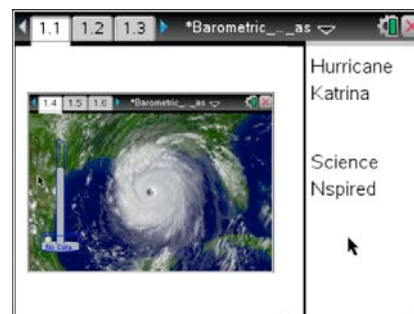 1.1 1.2 1.3 *Barometric_..._as
Hurricane
Katrina
1.4 1.5 1.6 *Barometric_..._as
Science
Nspired
No Data